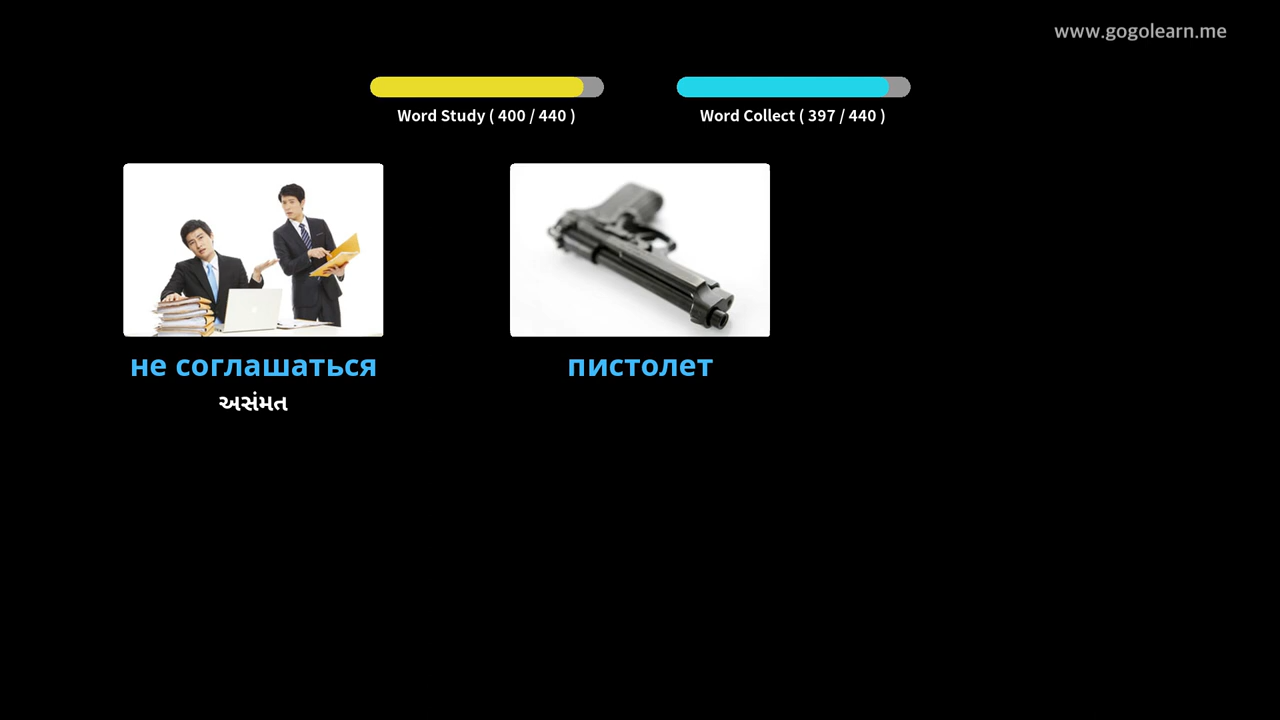 www.gogolearn.me
Word Study ( 400 / 440 )
Word Collect ( 397 / 440 )
не соглашаться
пистолет
અસંમત